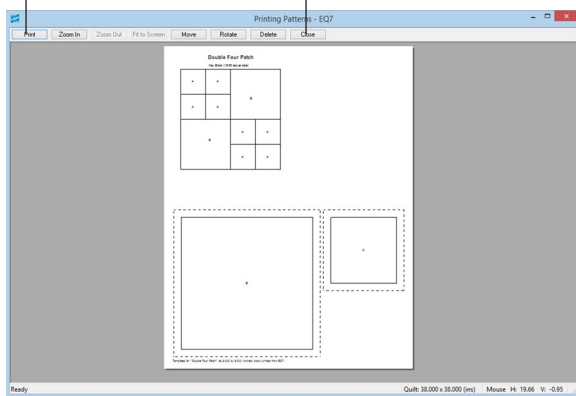 Printing Patterns - EQ7
Print Zoom In Zoom Out Fit to Screen Move Rotate Delete Close
Double Four Patch
A A
B
A A
A A
B
A A
B
A
Ready Quilt: 38.000 x 38.000 (ins) Mouse H: 19.66 V: -0.95